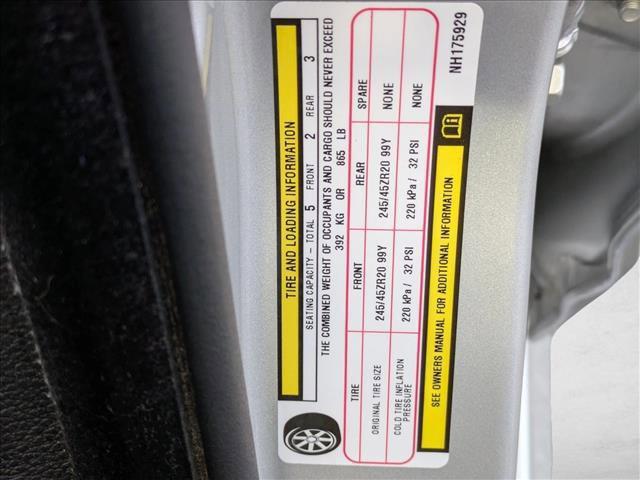 TIRE AND LOADING INFORMATION
SEATING CAPACITY - TOTAL 5 FRONT 2 REAR 3
THE COMBINED WEIGHT OF OCCUPANTS AND CARGO SHOULD NEVER EXCEED
392 KG OR 865 LB
TIRE FRONT REAR SPARE
ORIGINAL TIRE SIZE 245/45ZR20 99Y 245/45ZR20 99Y NONE
COLD TIRE INFLATION
PRESSURE 220 kPa / 32 PSI 220 kPa / 32 PSI NONE
SEE OWNERS MANUAL FOR ADDITIONAL INFORMATION
NH175929